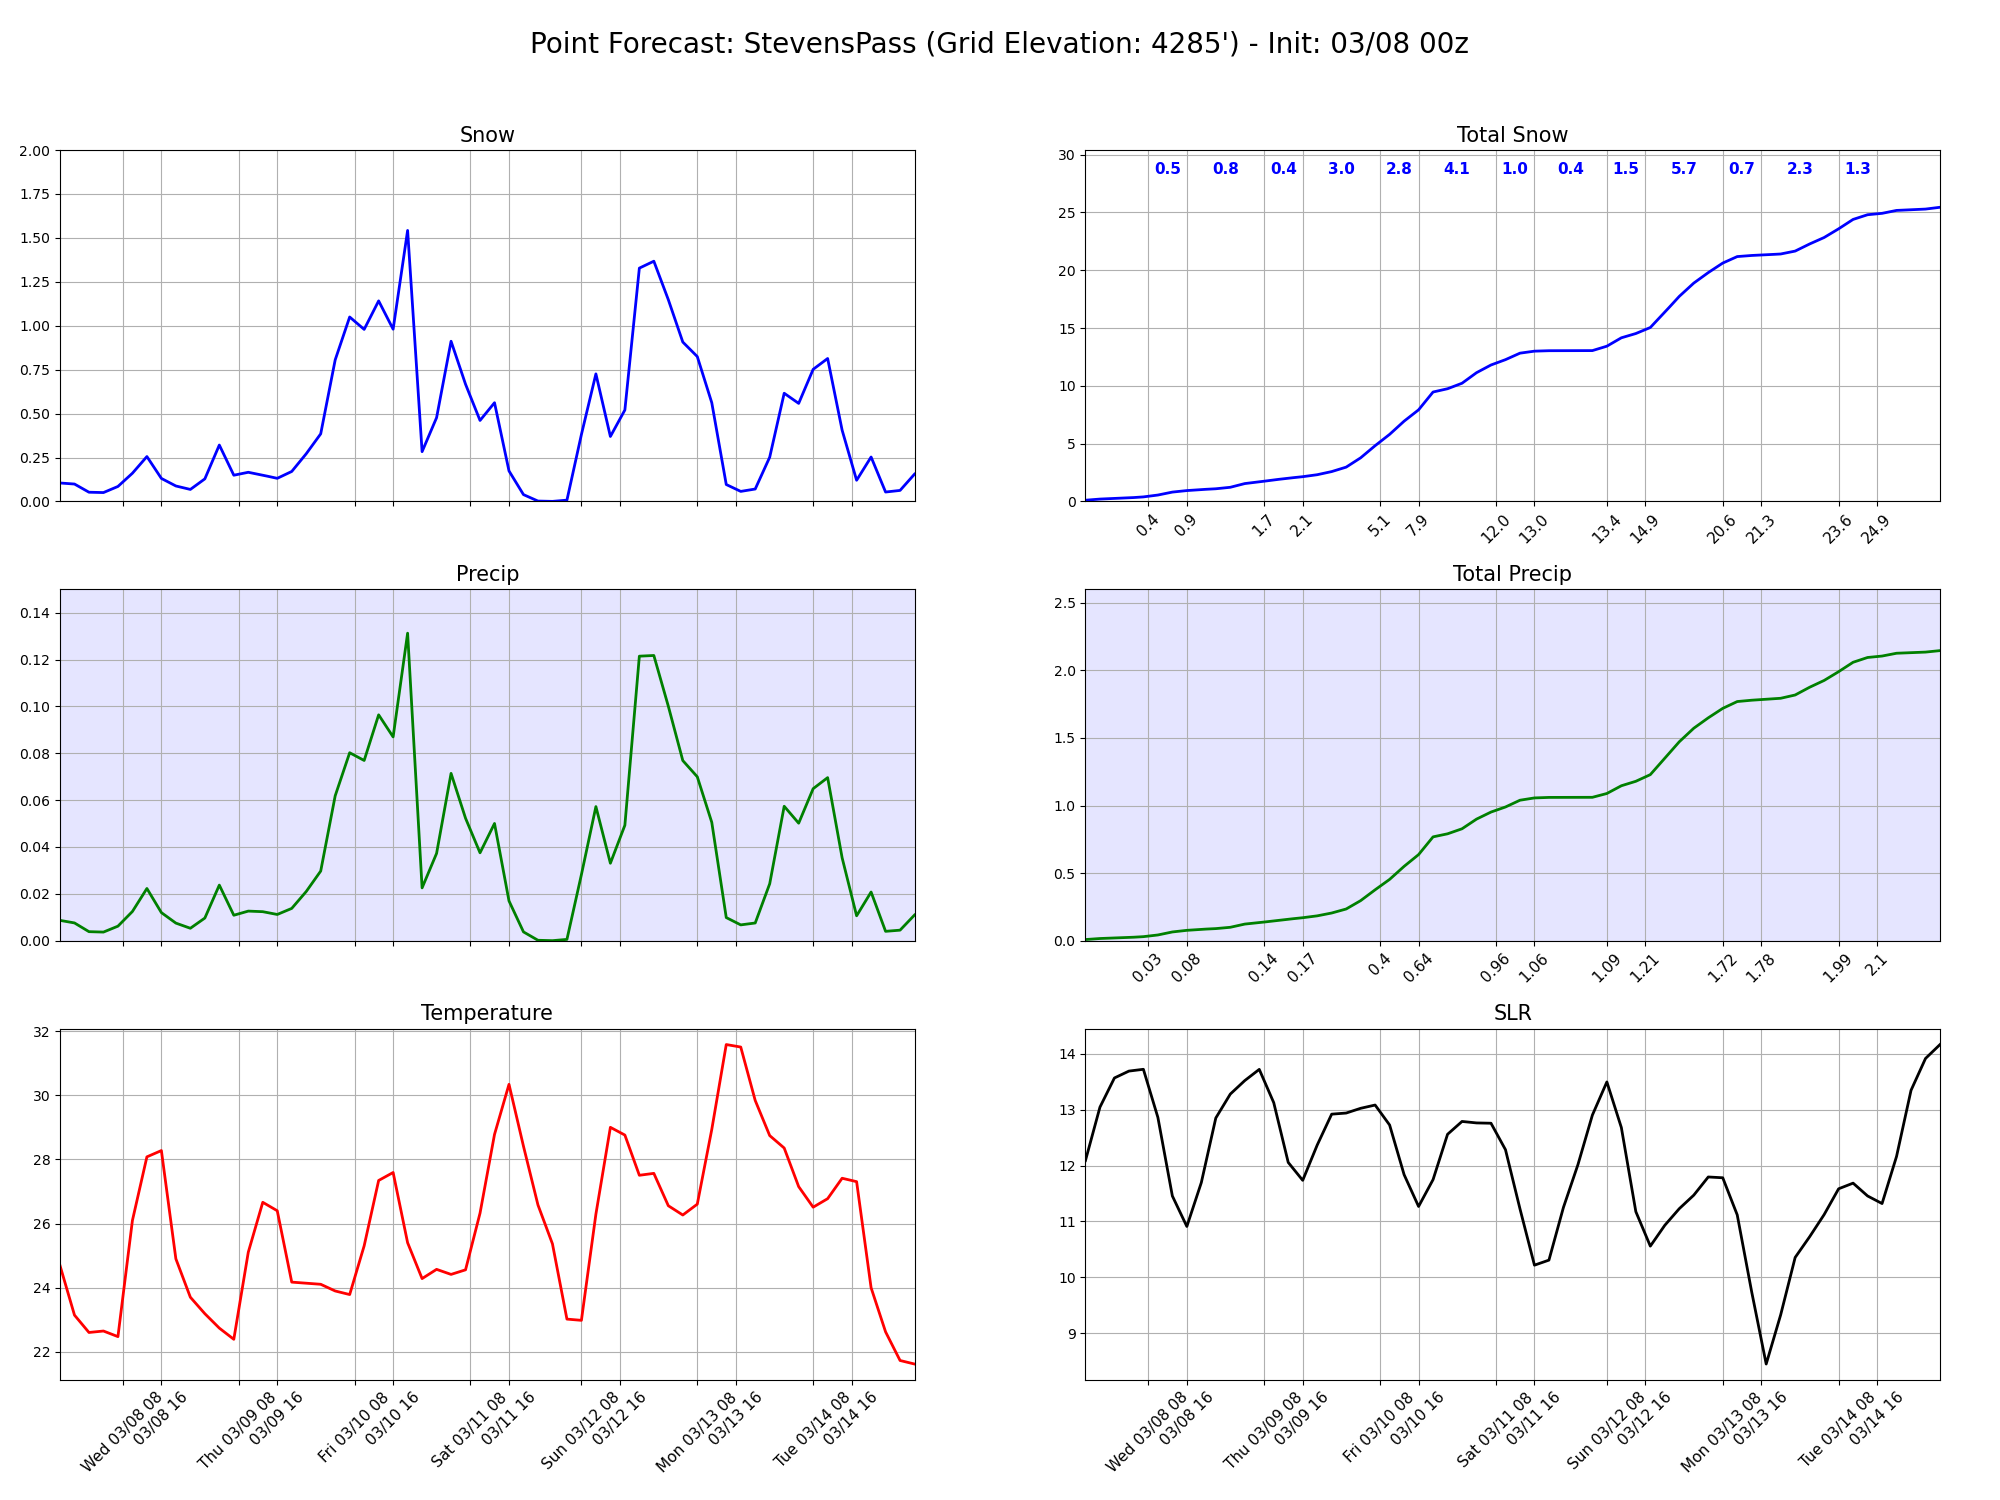 Point Forecast: StevensPass (Grid Elevation: 4285') - Init: 03/08 00z
Snow
2.00
1.75
1.50
1.25
1.00
0.75
0.50
0.25
0.00
Total Snow
30
25
20
15
10
5
0
0.5 0.8 0.4 3.0 2.8 4.1 1.0 0.4 1.5 5.7 0.7 2.3 1.3
0.4 0.9 1.7 2.1 5.1 7.9 12.0 13.0 13.4 14.9 20.6 21.3 23.6 24.9
Precip
0.14
0.12
0.10
0.08
0.06
0.04
0.02
0.00
Total Precip
2.5
2.0
1.5
1.0
0.5
0.0
0.03 0.08 0.14 0.17 0.4 0.64 0.96 1.06 1.09 1.21 1.72 1.78 1.99 2.1
Temperature
32
30
28
26
24
22
Wed 03/08 08
03/08 16
Thu 03/09 08
03/09 16
Fri 03/10 08
03/10 16
Sat 03/11 08
03/11 16
Sun 03/12 08
03/12 16
Mon 03/13 08
03/13 16
Tue 03/14 08
03/14 16
SLR
14
13
12
11
10
9
Wed 03/08 08
03/08 16
Thu 03/09 08
03/09 16
Fri 03/10 08
03/10 16
Sat 03/11 08
03/11 16
Sun 03/12 08
03/12 16
Mon 03/13 08
03/13 16
Tue 03/14 08
03/14 16